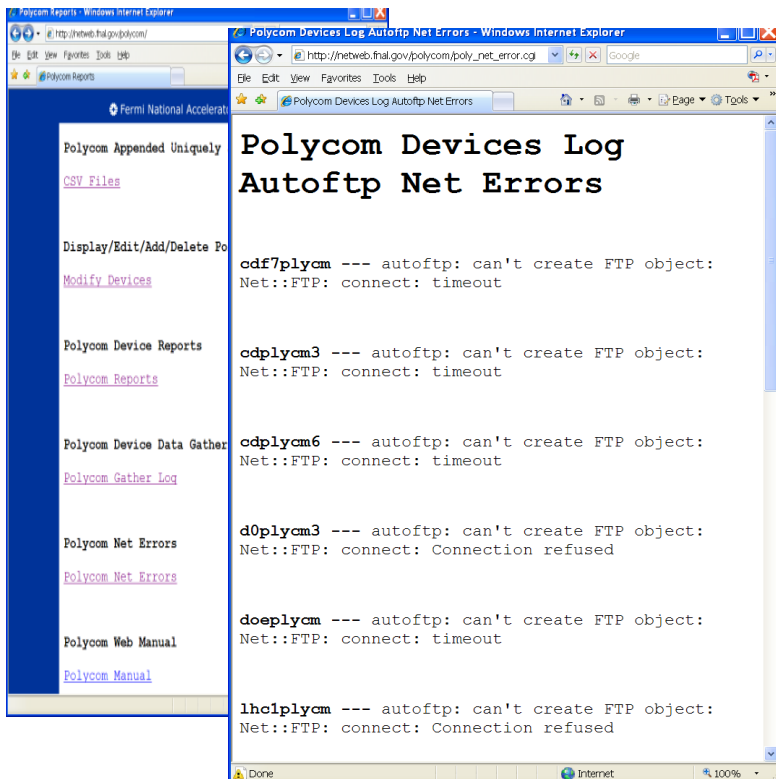 Polycom Reports - Windows Internet Explorer
http://netweb.fnal.gov/polycom/
File Edit View Favorites Tools Help
Polycom Reports
Fermi National Accelerat
Polycom Appended Uniquely
CSV Files
Display/Edit/Add/Delete Po
Modify Devices
Polycom Device Reports
Polycom Reports
Polycom Device Data Gather
Polycom Gather Log
Polycom Net Errors
Polycom Net Errors
Polycom Web Manual
Polycom Manual
Polycom Devices Log Autoftp Net Errors - Windows Internet Explorer
http://netweb.fnal.gov/polycom/poly_net_error.cgi
Google
File Edit View Favorites Tools Help
Polycom Devices Log Autoftp Net Errors
Page Tools
Polycom Devices Log
Autoftp Net Errors
cdf7plycm --- autoftp: can't create FTP object:
Net::FTP: connect: timeout
cdplycm3 --- autoftp: can't create FTP object:
Net::FTP: connect: timeout
cdplycm6 --- autoftp: can't create FTP object:
Net::FTP: connect: timeout
d0plycm3 --- autoftp: can't create FTP object:
Net::FTP: connect: Connection refused
doeplycm --- autoftp: can't create FTP object:
Net::FTP: connect: timeout
lhc1plycm --- autoftp: can't create FTP object:
Net::FTP: connect: Connection refused
Done
Internet
100%